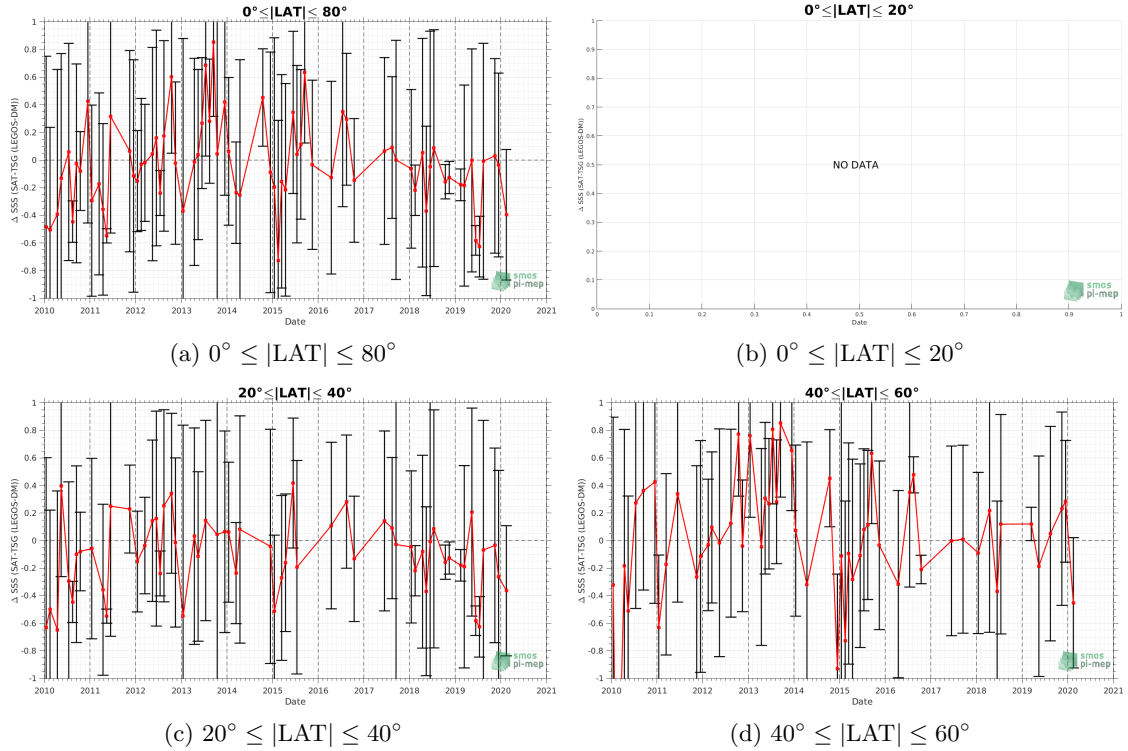 0°≤|LAT|≤ 80°
Δ SSS (SAT-TSG (LEGOS-DM))
1
0.8
0.6
0.4
0.2
0
-0.2
-0.4
-0.6
-0.8
-1
2010 2011 2012 2013 2014 2015 2016 2017 2018 2019 2020 2021
Date
smos
pi-mep
(a) 0° ≤ |LAT| ≤ 80°
0°≤|LAT|≤ 20°
Δ SSS (SAT-TSG (LEGOS-DM))
1
0.9
0.8
0.7
0.6
0.5
0.4
0.3
0.2
0.1
0
NO DATA
0 0.1 0.2 0.3 0.4 0.5 0.6 0.7 0.8 0.9 1
Date
smos
pi-mep
(b) 0° ≤ |LAT| ≤ 20°
20°≤|LAT|≤ 40°
Δ SSS (SAT-TSG (LEGOS-DM))
1
0.8
0.6
0.4
0.2
0
-0.2
-0.4
-0.6
-0.8
-1
2010 2011 2012 2013 2014 2015 2016 2017 2018 2019 2020 2021
Date
smos
pi-mep
(c) 20° ≤ |LAT| ≤ 40°
40°≤|LAT|≤ 60°
Δ SSS (SAT-TSG (LEGOS-DM))
1
0.8
0.6
0.4
0.2
0
-0.2
-0.4
-0.6
-0.8
-1
2010 2011 2012 2013 2014 2015 2016 2017 2018 2019 2020 2021
Date
smos
pi-mep
(d) 40° ≤ |LAT| ≤ 60°